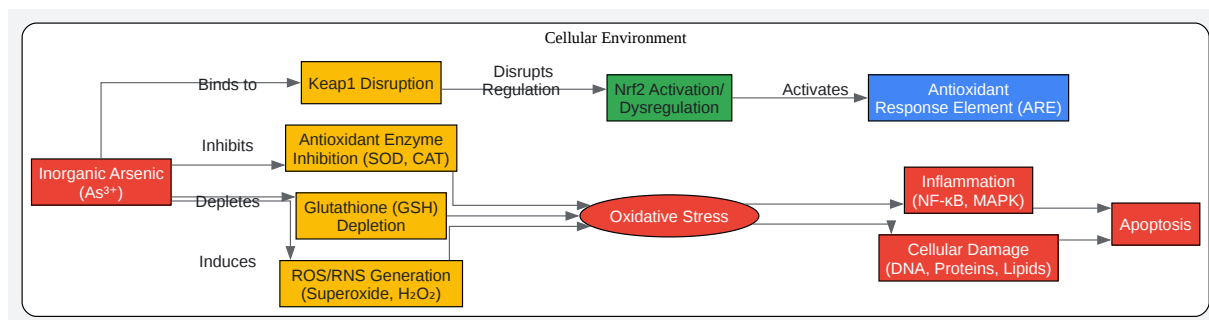 Cellular Environment
Binds to
Keap1 Disruption
Disrupts
Regulation
Nrf2 Activation/
Dysregulation
Activates
Antioxidant
Response Element (ARE)
Inhibits
Antioxidant Enzyme
Inhibition (SOD, CAT)
Inorganic Arsenic
(As³⁺)
Depletes
Glutathione (GSH)
Depletion
Induces
ROS/RNS Generation
(Superoxide, H₂O₂)
Oxidative Stress
Inflammation
(NF-κB, MAPK)
Cellular Damage
(DNA, Proteins, Lipids)
Apoptosis